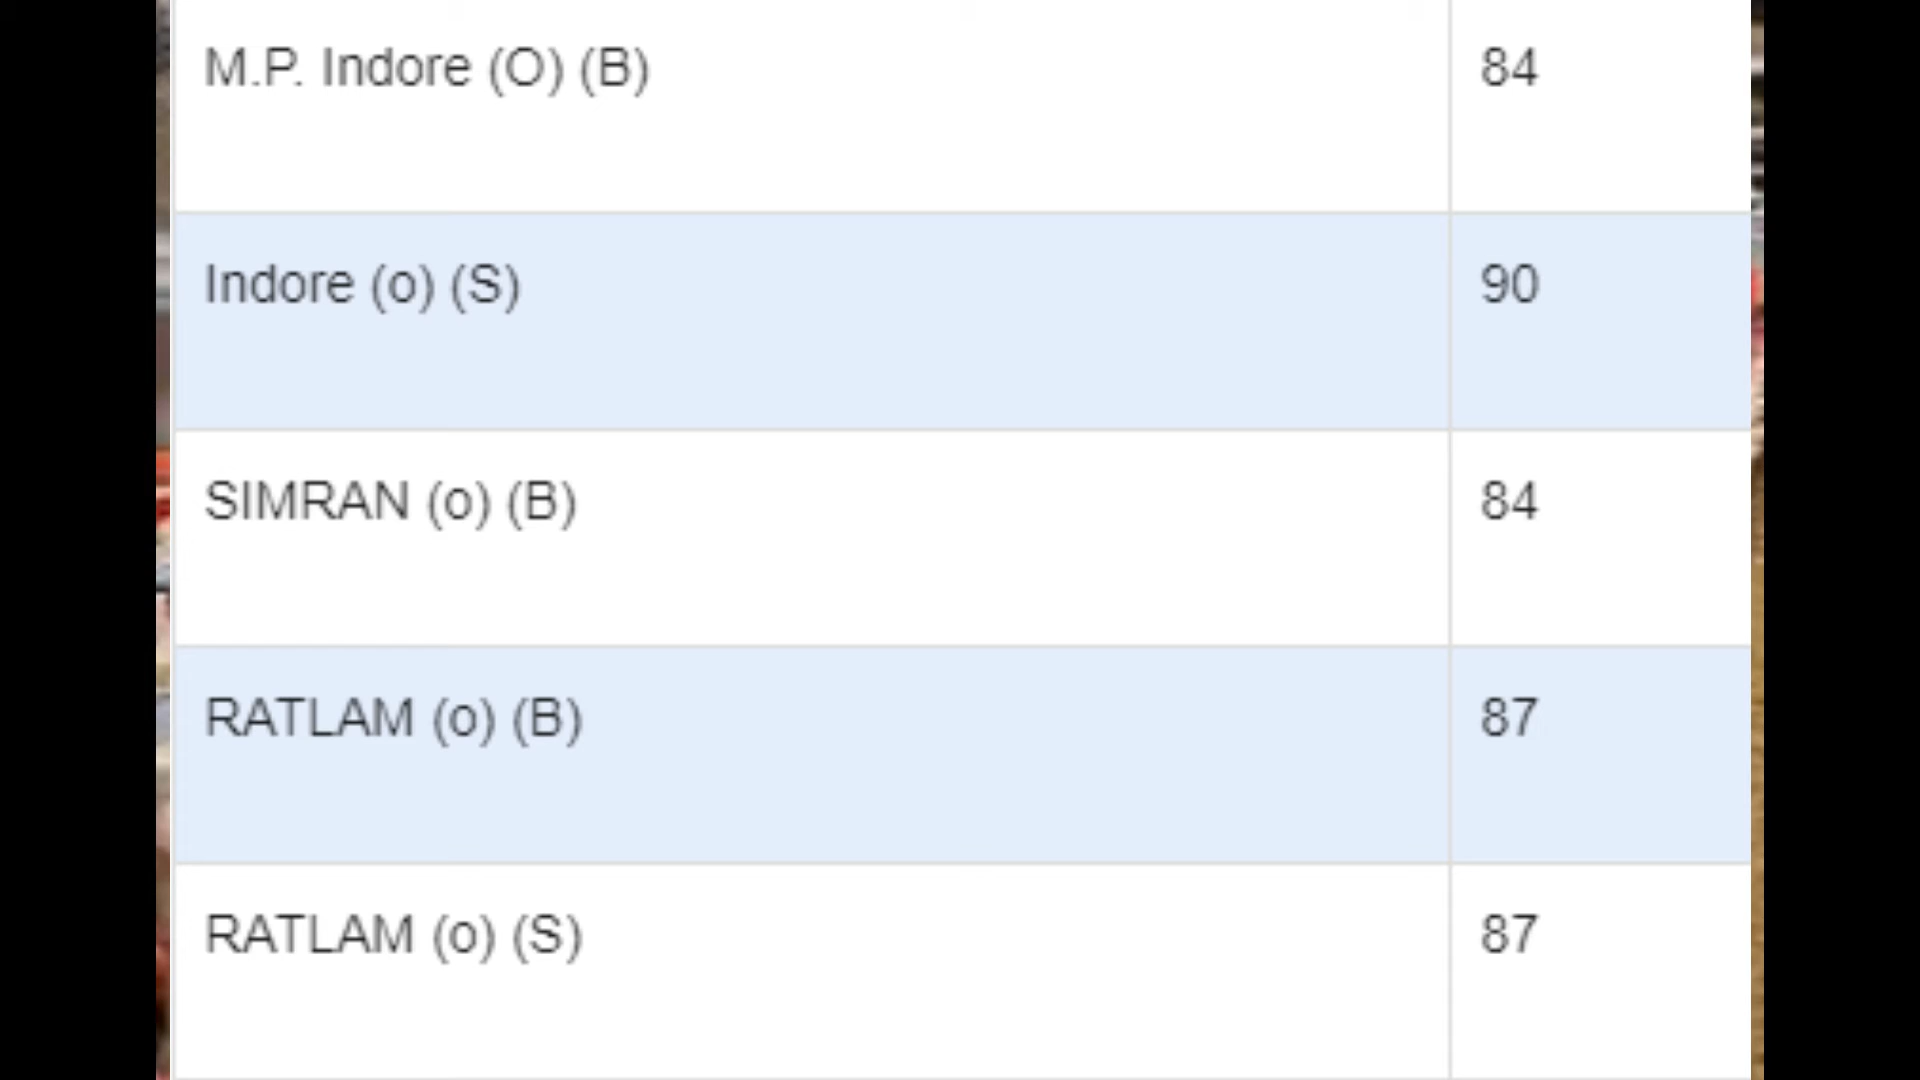 M.P. Indore (O) (B) 84
Indore (o) (S) 90
SIMRAN (o) (B) 84
RATLAM (o) (B) 87
RATLAM (o) (S) 87